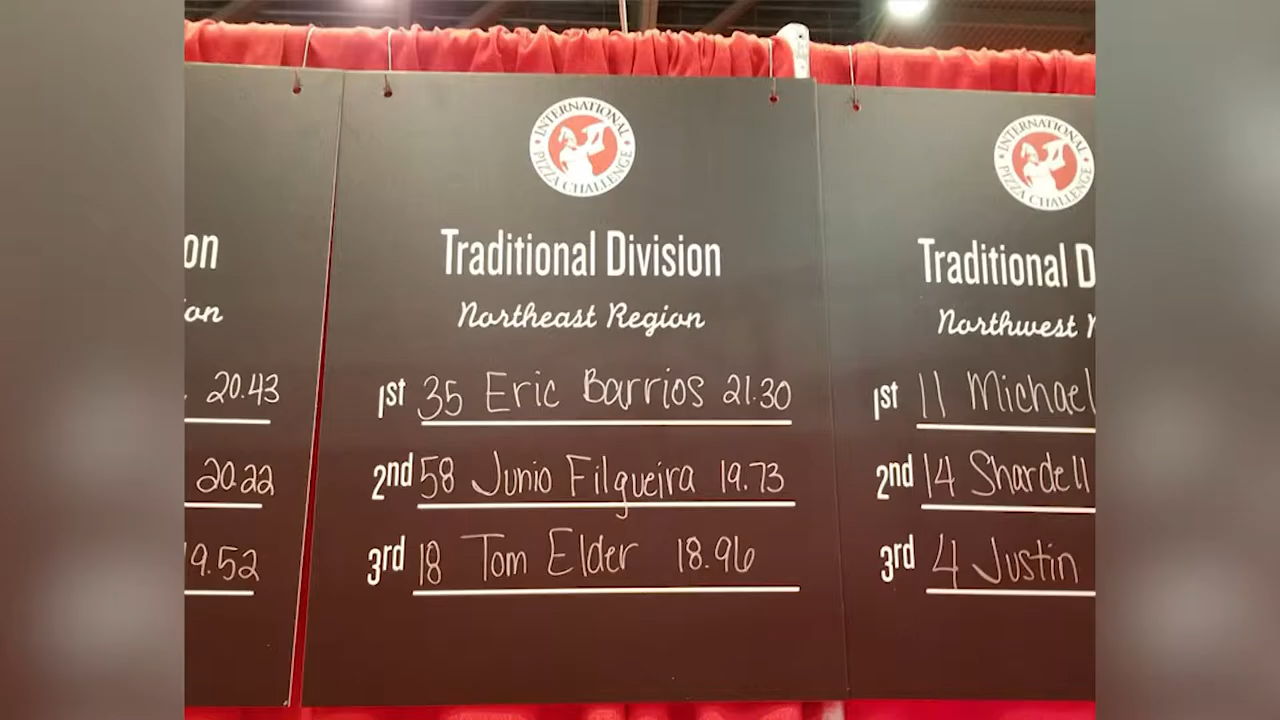 on
on
20.43
20.22
9.52
INTERNATIONAL
PIZZA CHALLENGE
Traditional Division
Northeast Region
1st 35 Eric Barrios 21.30
2nd 58 Junio Filgueira 19.73
3rd 18 Tom Elder 18.96
INTERNATIONAL
PIZZA CHALLENGE
Traditional D
Northwest
1st 11 Michael
2nd 14 Shardell
3rd 4 Justin